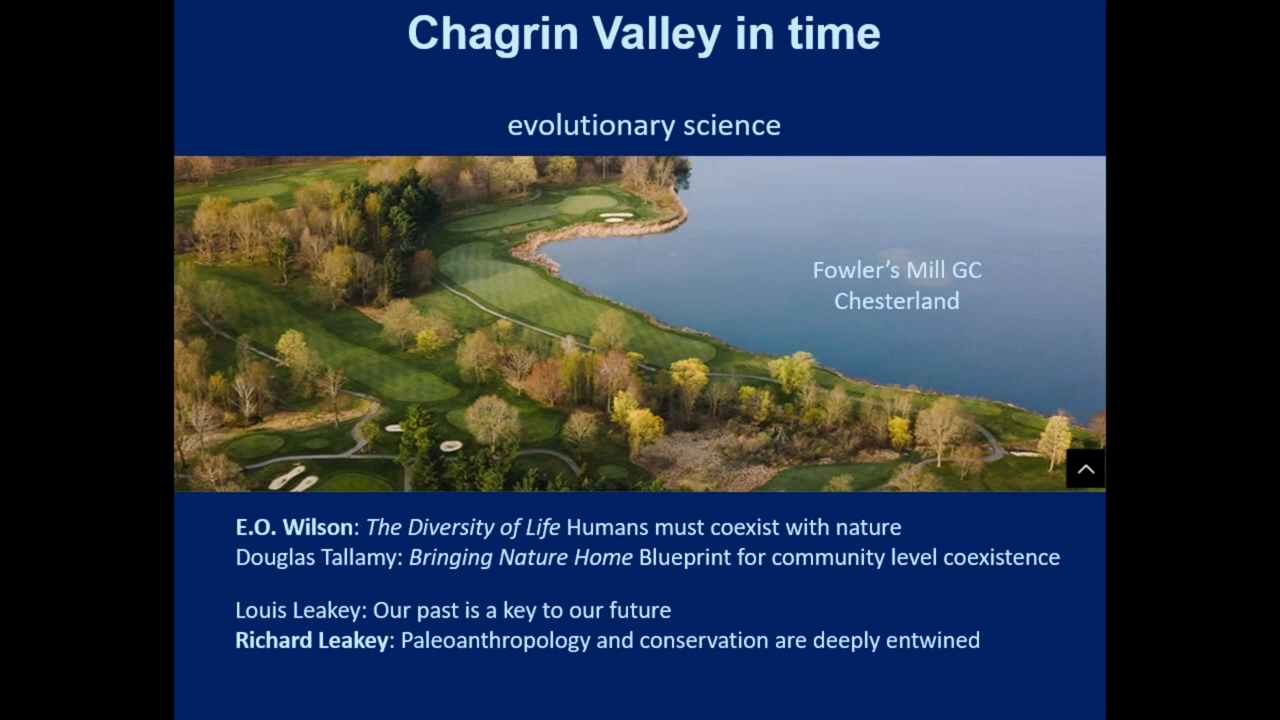 Chagrin Valley in time
evolutionary science
Fowler’s Mill GC
Chesterland
E.O. Wilson: The Diversity of Life Humans must coexist with nature
Douglas Tallamy: Bringing Nature Home Blueprint for community level coexistence
Louis Leakey: Our past is a key to our future
Richard Leakey: Paleoanthropology and conservation are deeply entwined